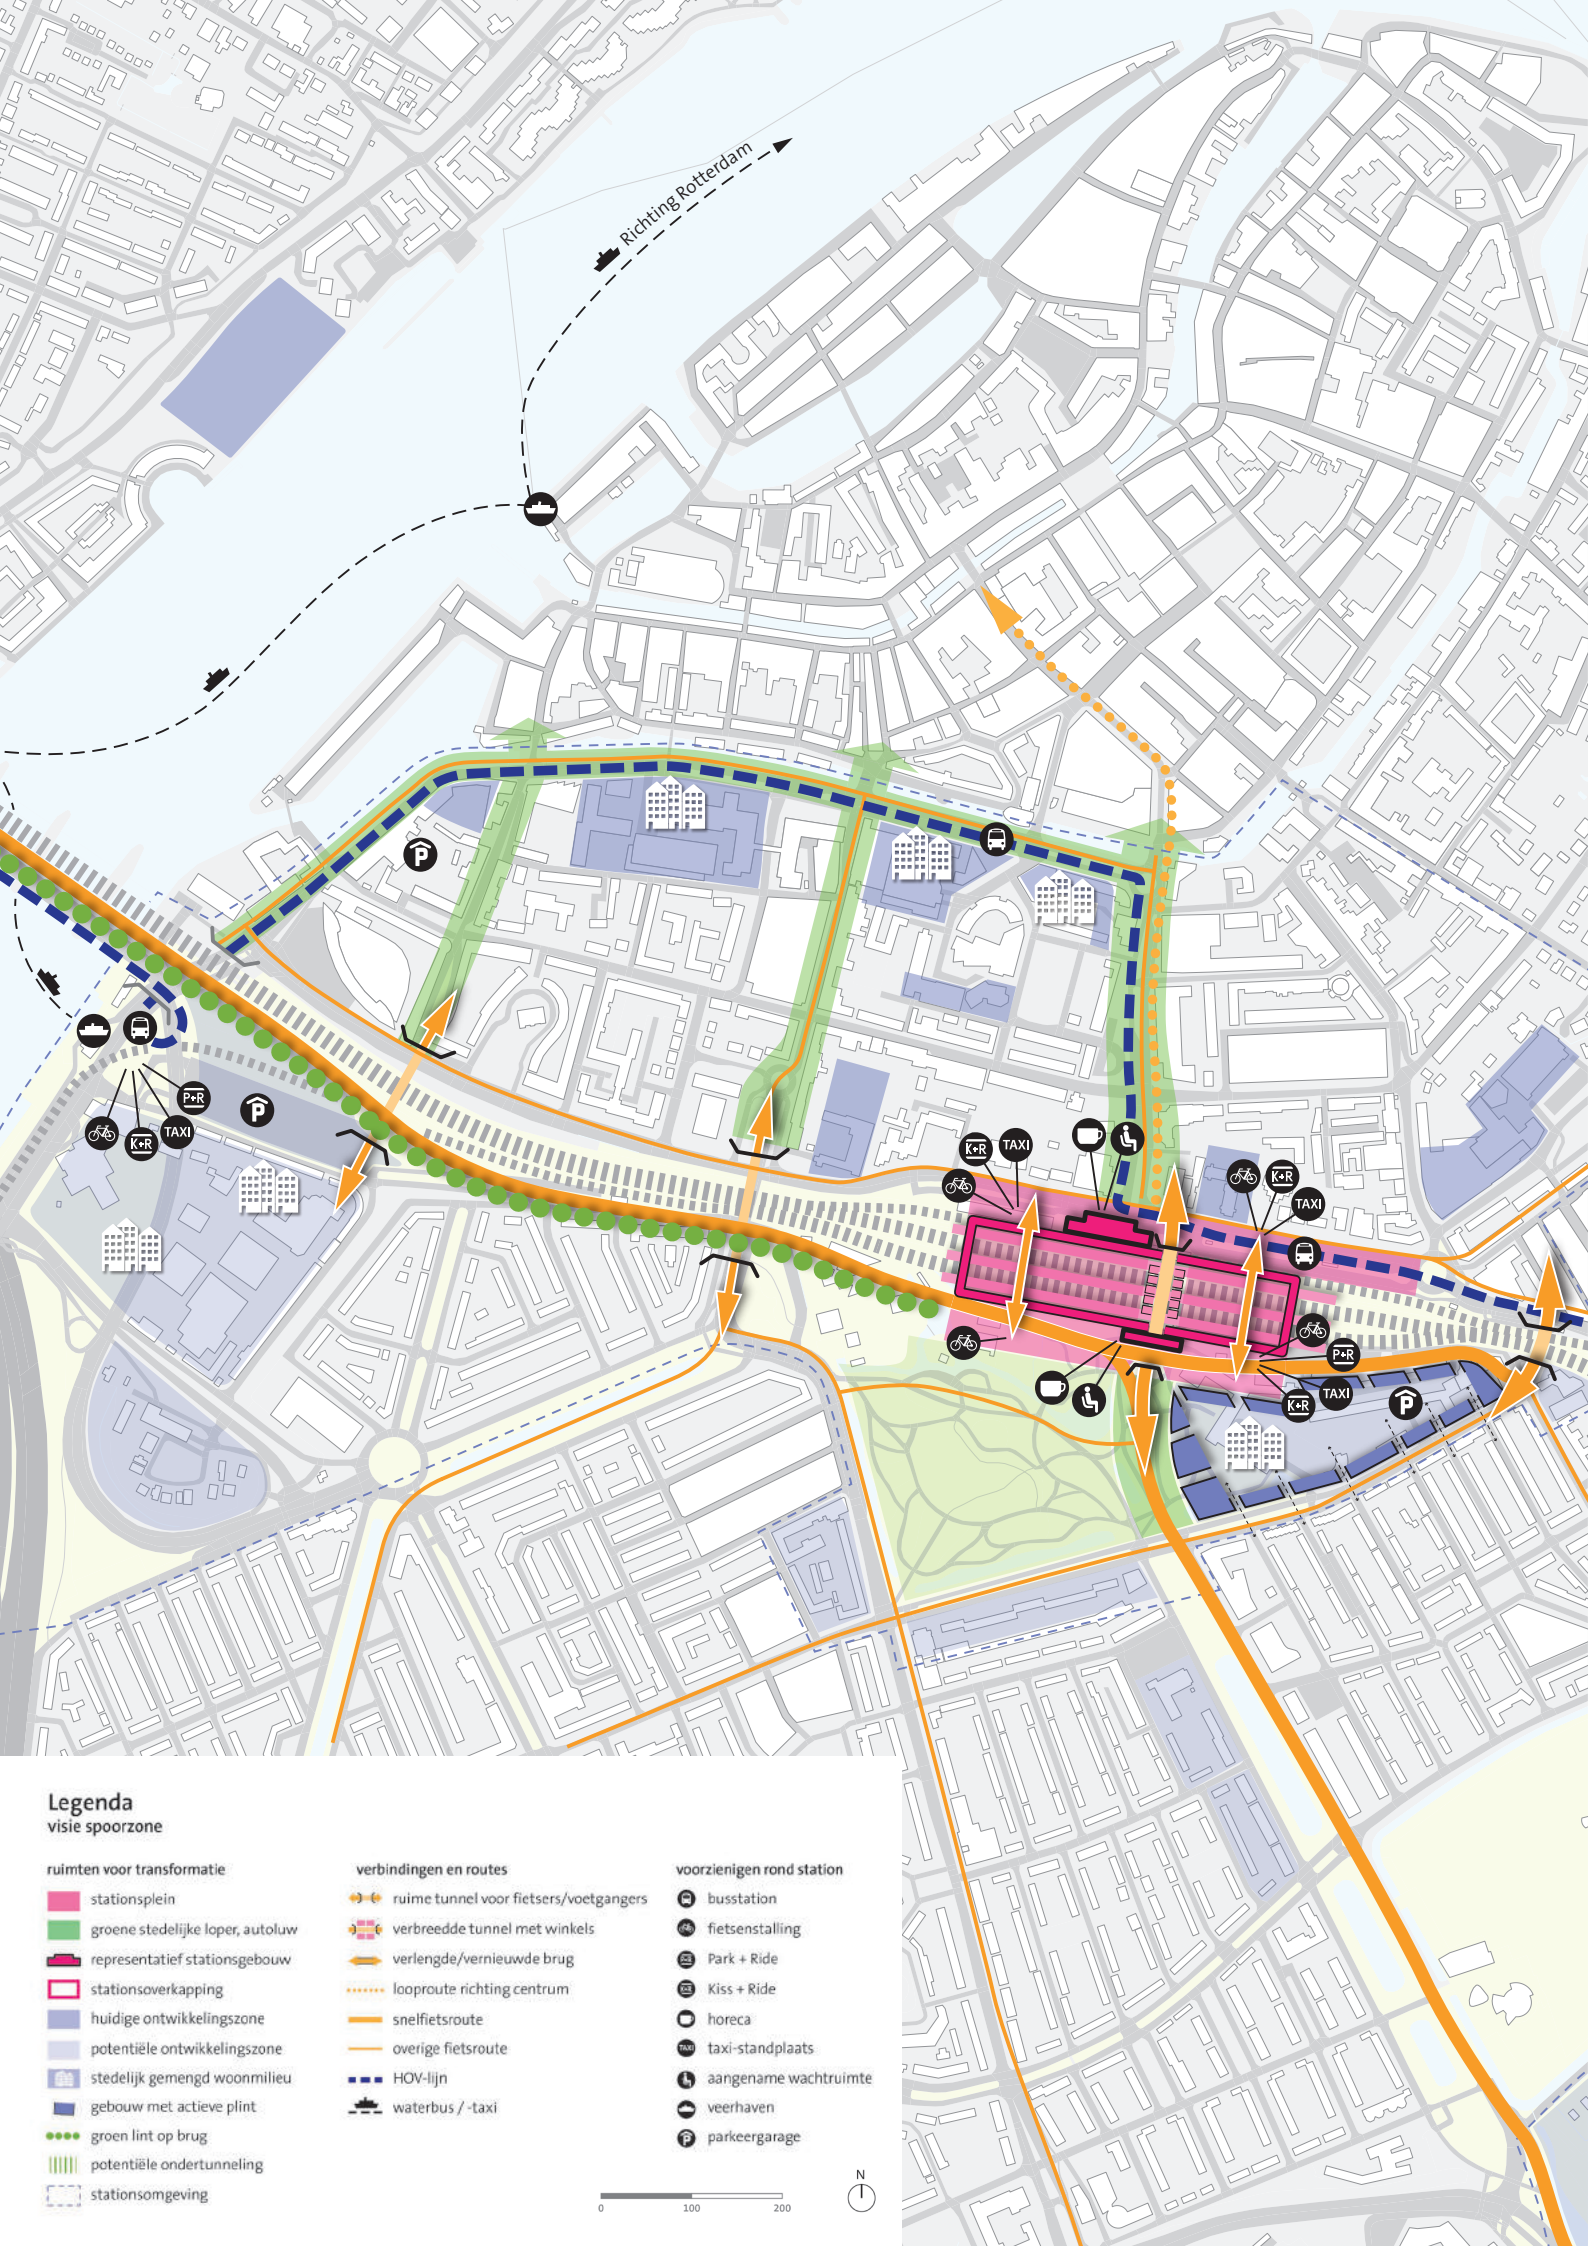 Richting Rotterdam
P
P+R
P
K+R
TAXI
K+R
TAXI
K+R
TAXI
P+R
TAXI
K+R
P
Legenda
visie spoorzone
ruimten voor transformatie
stationsplein
groene stedelijke loper, autoluw
representatief stationsgebouw
stationsoverkapping
huidige ontwikkelingszone
potentiële ontwikkelingszone
stedelijk gemengd woonmilieu
gebouw met actieve plint
groen lint op brug
potentiële ondertunneling
stationsomgeving
verbindingen en routes
ruime tunnel voor fietsers/voetgangers
verbreedde tunnel met winkels
verlengde/vernieuwde brug
looproute richting centrum
snelfietsroute
overige fietsroute
HOV-lijn
waterbus / -taxi
voorzienigen rond station
busstation
fietsenstalling
Park + Ride
Kiss + Ride
horeca
TAXI taxi-standplaats
aangename wachtruimte
veerhaven
P parkeergarage
0 100 200
N